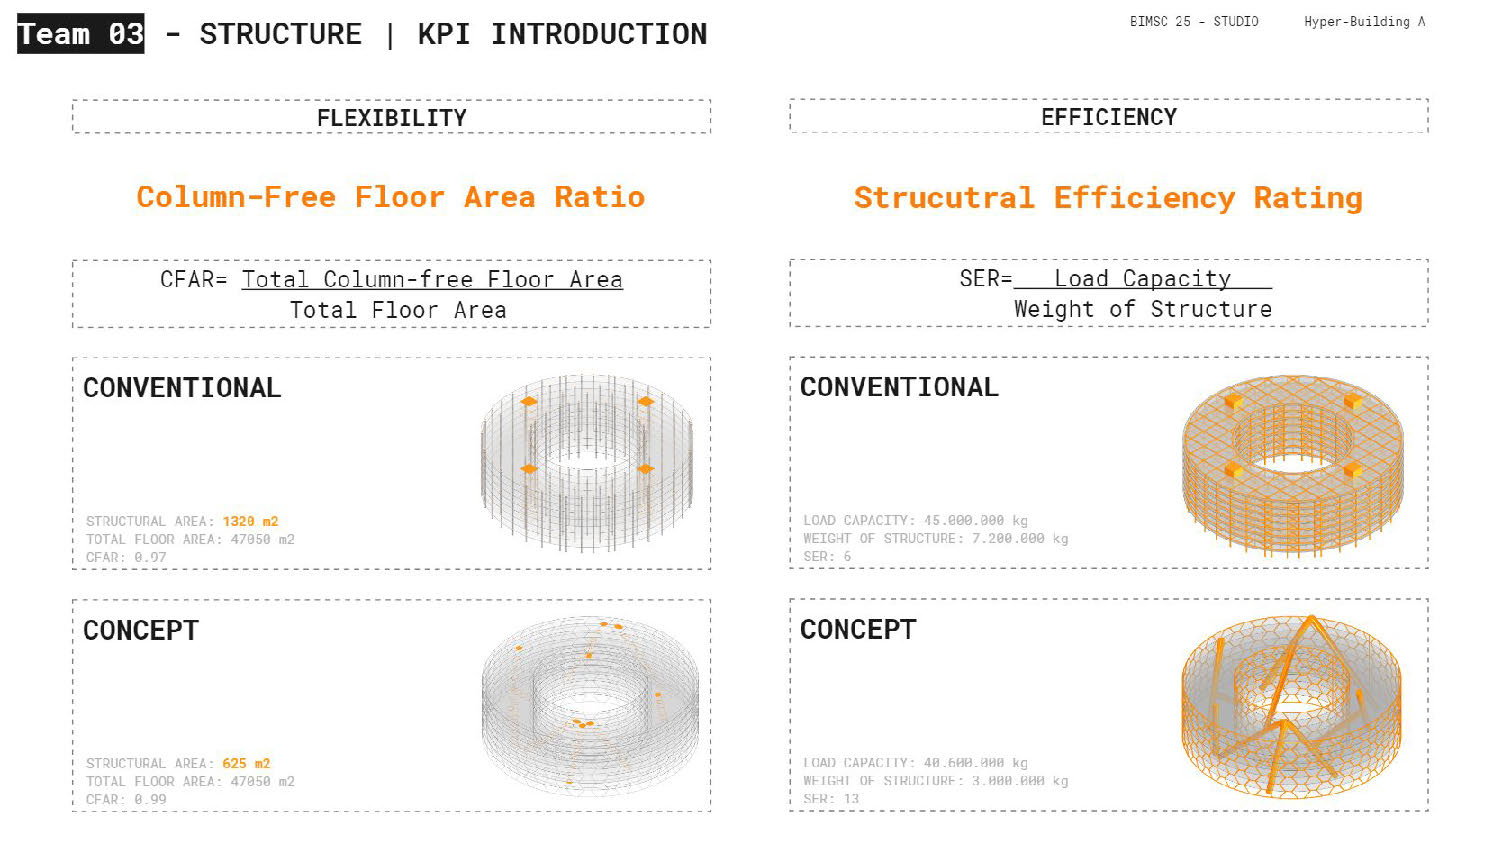 Team 03 - STRUCTURE | KPI INTRODUCTION
BIMSC 25 - STUDIO Hyper-Building A
FLEXIBILITY
Column-Free Floor Area Ratio
CFAR= Total Column-free Floor Area
Total Floor Area
CONVENTIONAL
STRUCTURAL AREA: 1320 m2
TOTAL FLOOR AREA: 47050 m2
CFAR: 0.97
CONCEPT
STRUCTURAL AREA: 625 m2
TOTAL FLOOR AREA: 47050 m2
CFAR: 0.99
EFFICIENCY
Strucutral Efficiency Rating
SER= Load Capacity
Weight of Structure
CONVENTIONAL
LOAD CAPACITY: 45.000.000 kg
WEIGHT OF STRUCTURE: 7.200.000 kg
SER: 6
CONCEPT
LOAD CAPACITY: 40.600.000 kg
WEIGHT OF STRUCTURE: 3.000.000 kg
SER: 13